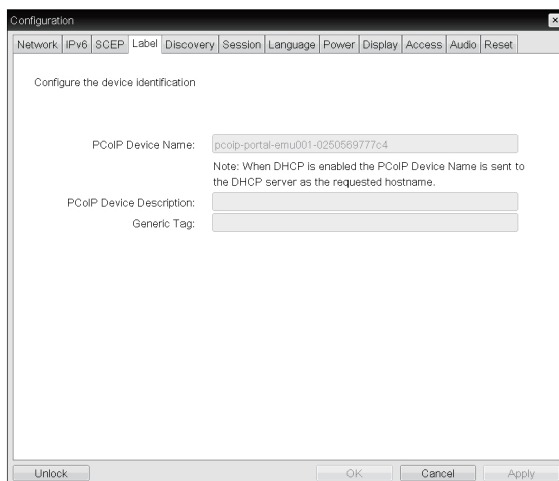 Configuration
Network IPv6 SCEP Label Discovery Session Language Power Display Access Audio Reset
Configure the device identification
PCoIP Device Name: pcoip-portal-emu001-0250569777c4
Note: When DHCP is enabled the PCoIP Device Name is sent to
the DHCP server as the requested hostname.
PCoIP Device Description:
Generic Tag:
Unlock OK Cancel Apply